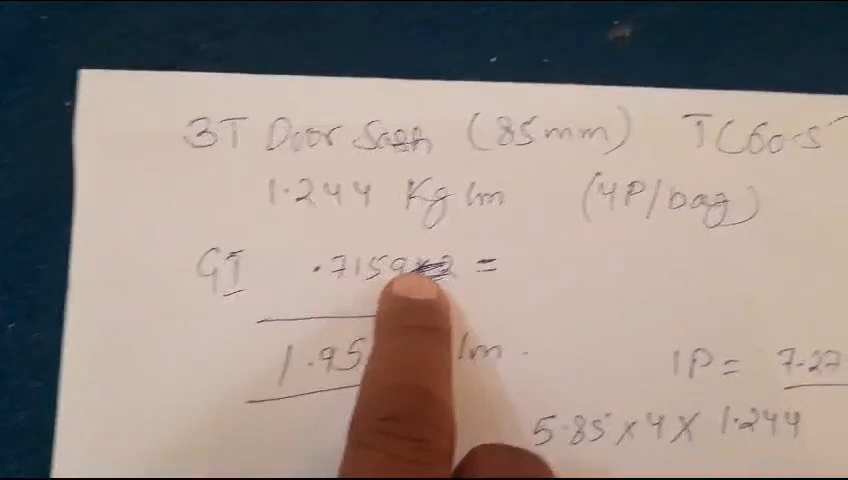 3T Door Sash (85mm) TC60-5
1.244 Kg/m (4P/bag)
GI .7159 =
1.95 /m.
1P = 7.27
5.85 x 4 x 1.244